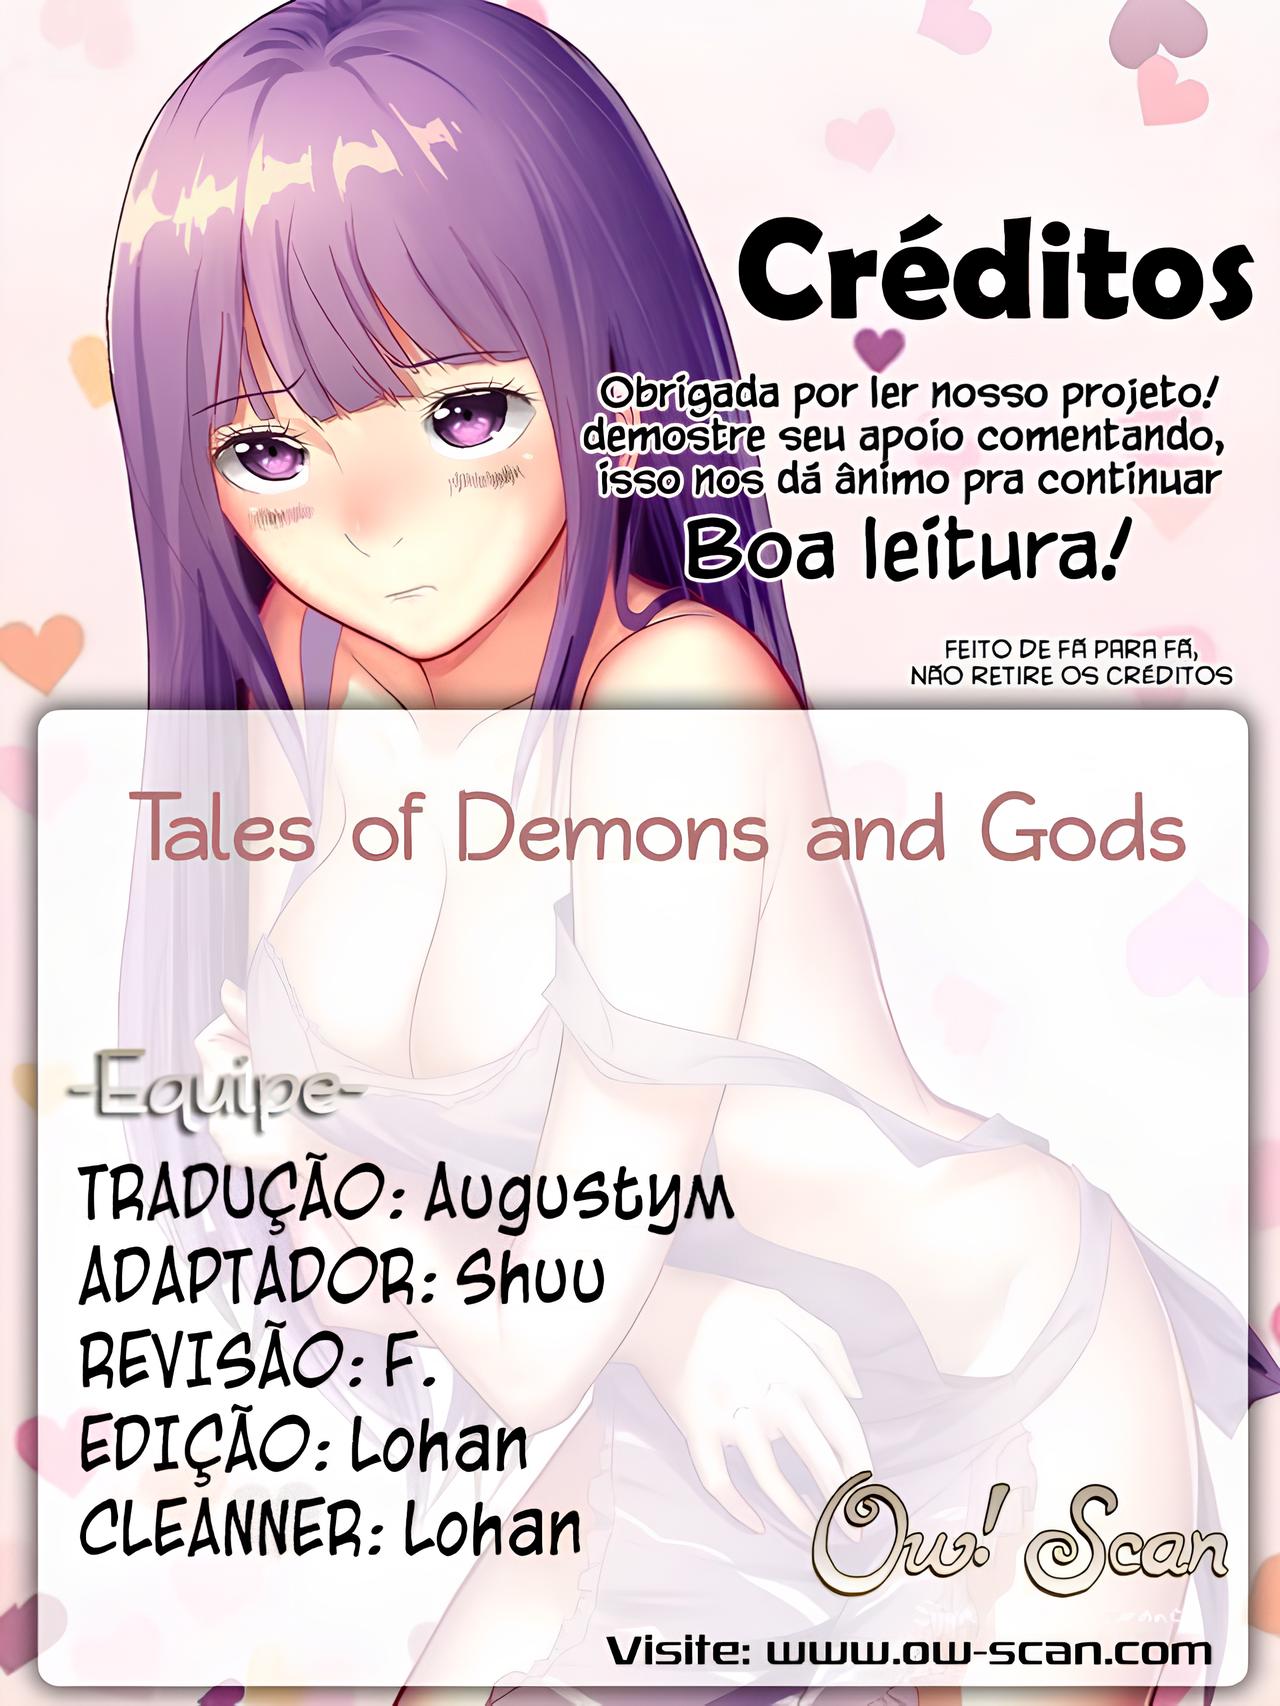 Créditos
Obrigada por ler nosso projeto!
demostre seu apoio comentando,
isso nos dá ânimo pra continuar
Boa leitura!
FEITO DE FÃ PARA FÃ,
NÃO RETIRE OS CRÉDITOS
Tales of Demons and Gods
-Equipe-
TRADUÇÃO: Augustym
ADAPTADOR: Shuu
REVISÃO: F.
EDIÇÃO: Lohan
CLEANNER: Lohan
Ow! Scan
Visite: www.ow-scan.com